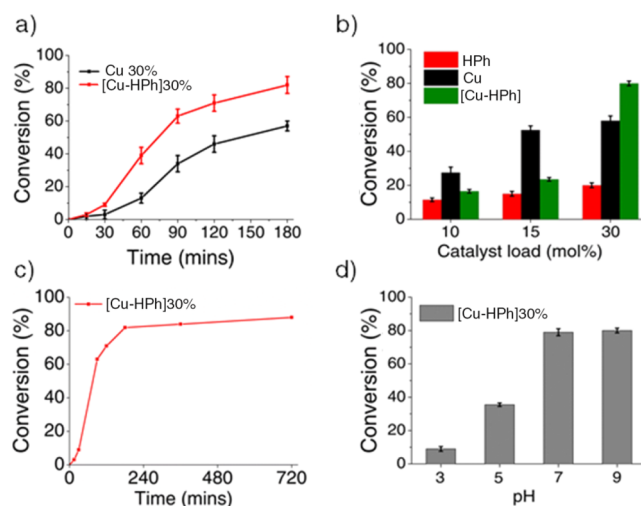 a)
Conversion (%)
100
80
60
40
20
0
Cu 30%
[Cu-HPh]30%
0 30 60 90 120 150 180
Time (mins)
b)
Conversion (%)
100
80
60
40
20
0
HPh
Cu
[Cu-HPh]
10 15 30
Catalyst load (mol%)
c)
Conversion (%)
100
80
60
40
20
0
[Cu-HPh]30%
0 240 480 720
Time (mins)
d)
Conversion (%)
100
80
60
40
20
0
[Cu-HPh]30%
3 5 7 9
pH